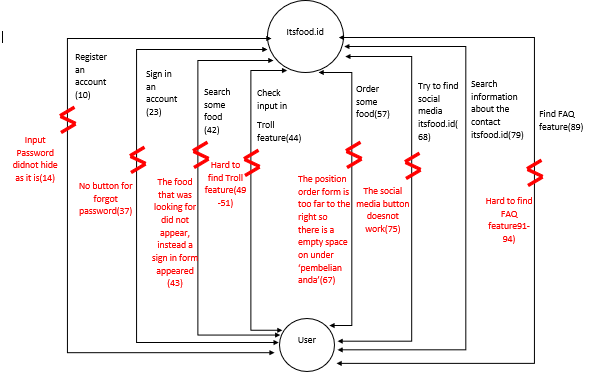 Itsfood.id
Register
an
account
(10)
Input
Password
didnot hide
as it is(14)
Sign in
an
account
(23)
No button for
forgot
password(37)
Search
some
food
(42)
The food
that was
looking for
did not
appear,
instead a
sign in form
appeared
(43)
Check
input in
Troll
feature(44)
Hard to
find Troll
feature(49
-51)
Order
some
food(57)
The position
order form is
too far to the
right so
there is a
empty space
on under
‘pembelian
anda’(67)
Try to find
social
media
itsfood.id(
68)
The social
media button
doesnot
work(75)
Search
information
about the
contact
itsfood.id(79)
Find FAQ
feature(89)
Hard to find
FAQ
feature91-
94)
User